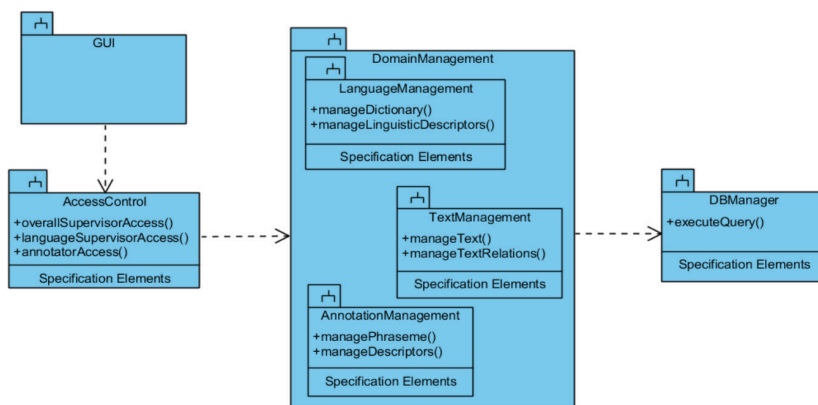 GUI
AccessControl
+overallSupervisorAccess()
+languageSupervisorAccess()
+annotatorAccess()
Specification Elements
DomainManagement
LanguageManagement
+manageDictionary()
+manageLinguisticDescriptors()
Specification Elements
TextManagement
+manageText()
+manageTextRelations()
Specification Elements
AnnotationManagement
+managePhraseme()
+manageDescriptors()
Specification Elements
DBManager
+executeQuery()
Specification Elements